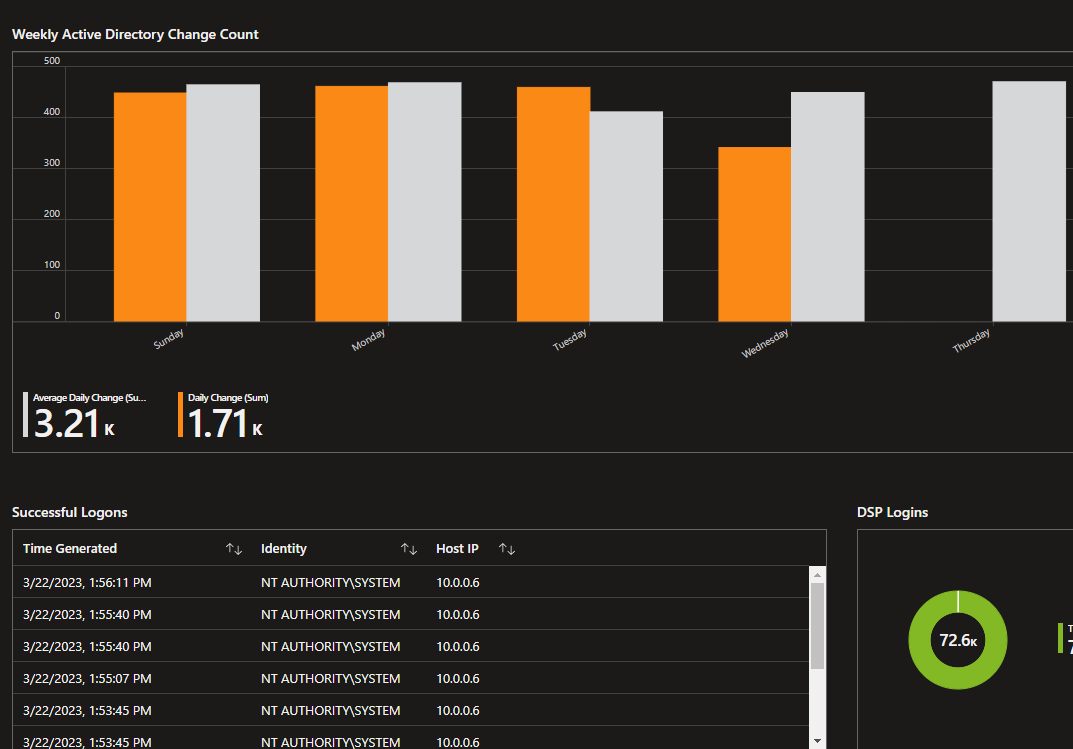 Weekly Active Directory Change Count
500
400
300
200
100
0
Sunday
Monday
Tuesday
Wednesday
Thursday
Average Daily Change (Su...
3.21 K
Daily Change (Sum)
1.71 K
Successful Logons
Time Generated Identity Host IP
3/22/2023, 1:56:11 PM NT AUTHORITY\SYSTEM 10.0.0.6
3/22/2023, 1:55:40 PM NT AUTHORITY\SYSTEM 10.0.0.6
3/22/2023, 1:55:40 PM NT AUTHORITY\SYSTEM 10.0.0.6
3/22/2023, 1:55:07 PM NT AUTHORITY\SYSTEM 10.0.0.6
3/22/2023, 1:53:45 PM NT AUTHORITY\SYSTEM 10.0.0.6
3/22/2023, 1:53:45 PM NT AUTHORITY\SYSTEM 10.0.0.6
DSP Logins
72.6K